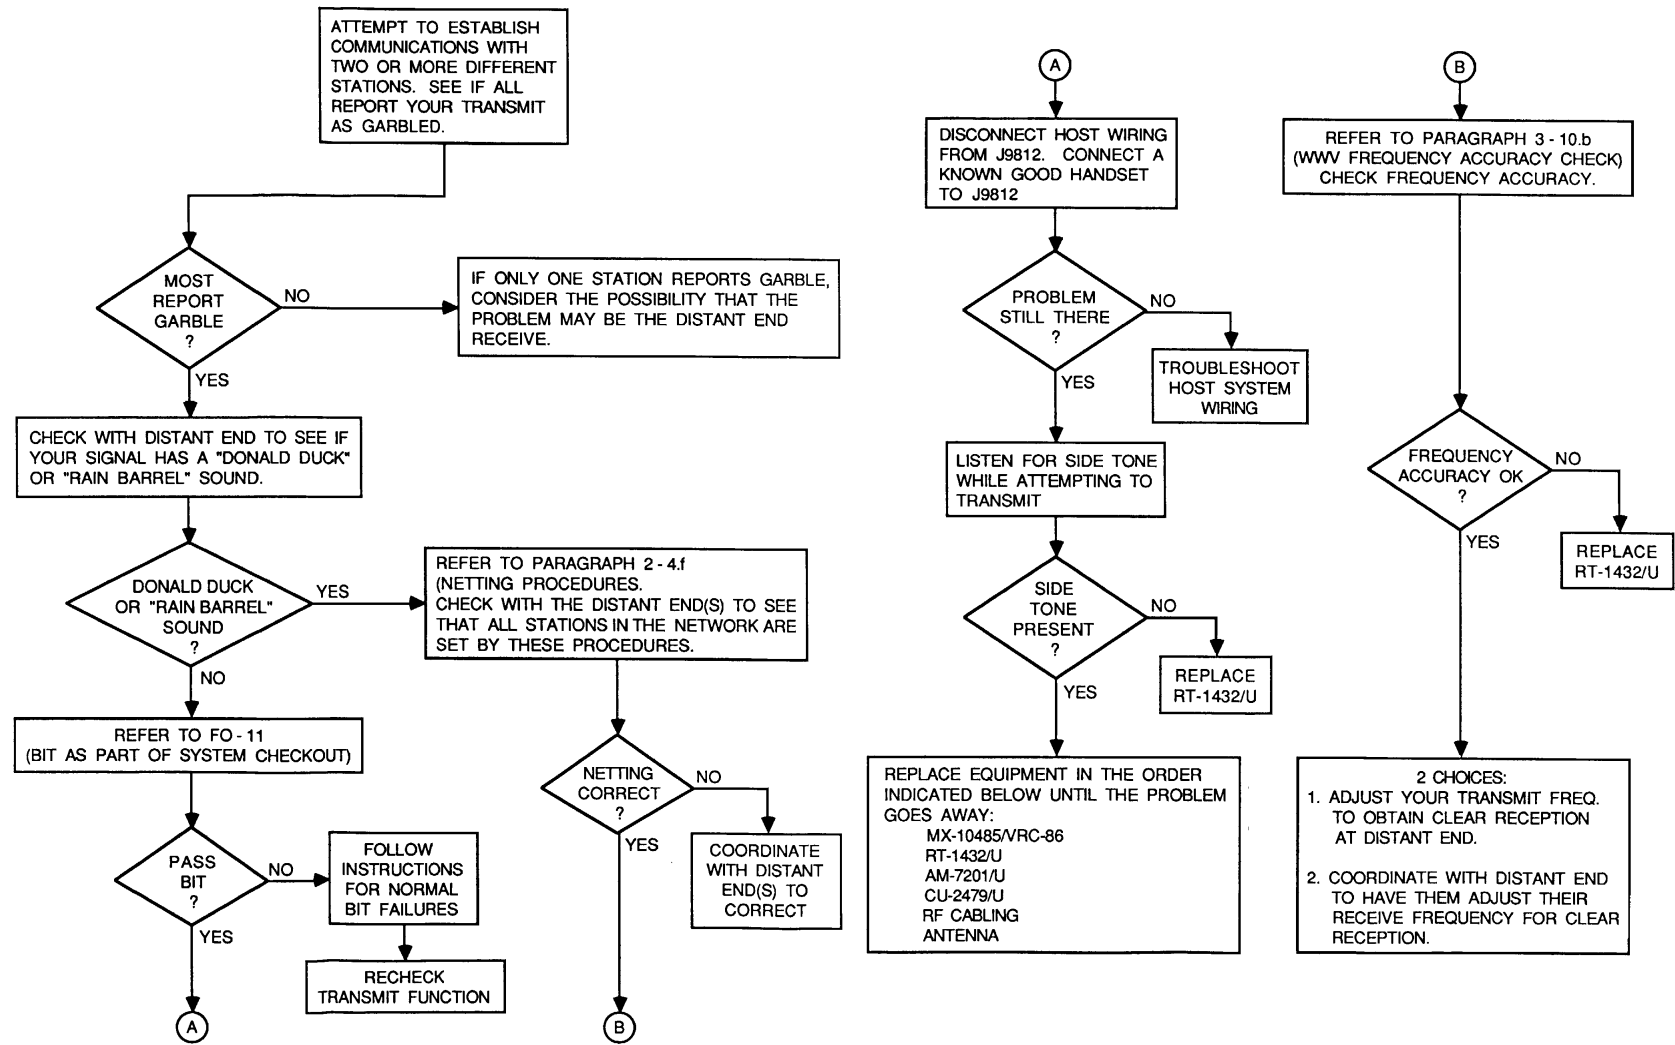 ATTEMPT TO ESTABLISH
COMMUNICATIONS WITH
TWO OR MORE DIFFERENT
STATIONS. SEE IF ALL
REPORT YOUR TRANSMIT
AS GARBLED.
MOST
REPORT
GARBLE
?
NO
IF ONLY ONE STATION REPORTS GARBLE,
CONSIDER THE POSSIBILITY THAT THE
PROBLEM MAY BE THE DISTANT END
RECEIVE.
YES
CHECK WITH DISTANT END TO SEE IF
YOUR SIGNAL HAS A "DONALD DUCK"
OR "RAIN BARREL" SOUND.
DONALD DUCK
OR "RAIN BARREL"
SOUND
?
YES
REFER TO PARAGRAPH 2 - 4.f
(NETTING PROCEDURES.
CHECK WITH THE DISTANT END(S) TO SEE
THAT ALL STATIONS IN THE NETWORK ARE
SET BY THESE PROCEDURES.
NO
REFER TO FO - 11
(BIT AS PART OF SYSTEM CHECKOUT)
PASS
BIT
?
NO
FOLLOW
INSTRUCTIONS
FOR NORMAL
BIT FAILURES
RECHECK
TRANSMIT FUNCTION
YES
A
NETTING
CORRECT
?
NO
COORDINATE
WITH DISTANT
END(S) TO
CORRECT
YES
B
A
DISCONNECT HOST WIRING
FROM J9812. CONNECT A
KNOWN GOOD HANDSET
TO J9812
PROBLEM
STILL THERE
?
NO
TROUBLESHOOT
HOST SYSTEM
WIRING
YES
LISTEN FOR SIDE TONE
WHILE ATTEMPTING TO
TRANSMIT
SIDE
TONE
PRESENT
?
NO
REPLACE
RT-1432/U
YES
REPLACE EQUIPMENT IN THE ORDER
INDICATED BELOW UNTIL THE PROBLEM
GOES AWAY:
MX-10485/VRC-86
RT-1432/U
AM-7201/U
CU-2479/U
RF CABLING
ANTENNA
B
REFER TO PARAGRAPH 3 - 10.b
(WWV FREQUENCY ACCURACY CHECK)
CHECK FREQUENCY ACCURACY.
FREQUENCY
ACCURACY OK
?
NO
REPLACE
RT-1432/U
YES
2 CHOICES:
1. ADJUST YOUR TRANSMIT FREQ.
TO OBTAIN CLEAR RECEPTION
AT DISTANT END.
2. COORDINATE WITH DISTANT END
TO HAVE THEM ADJUST THEIR
RECEIVE FREQUENCY FOR CLEAR
RECEPTION.